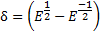 δ = (E^{1/2} − E^{−1/2})